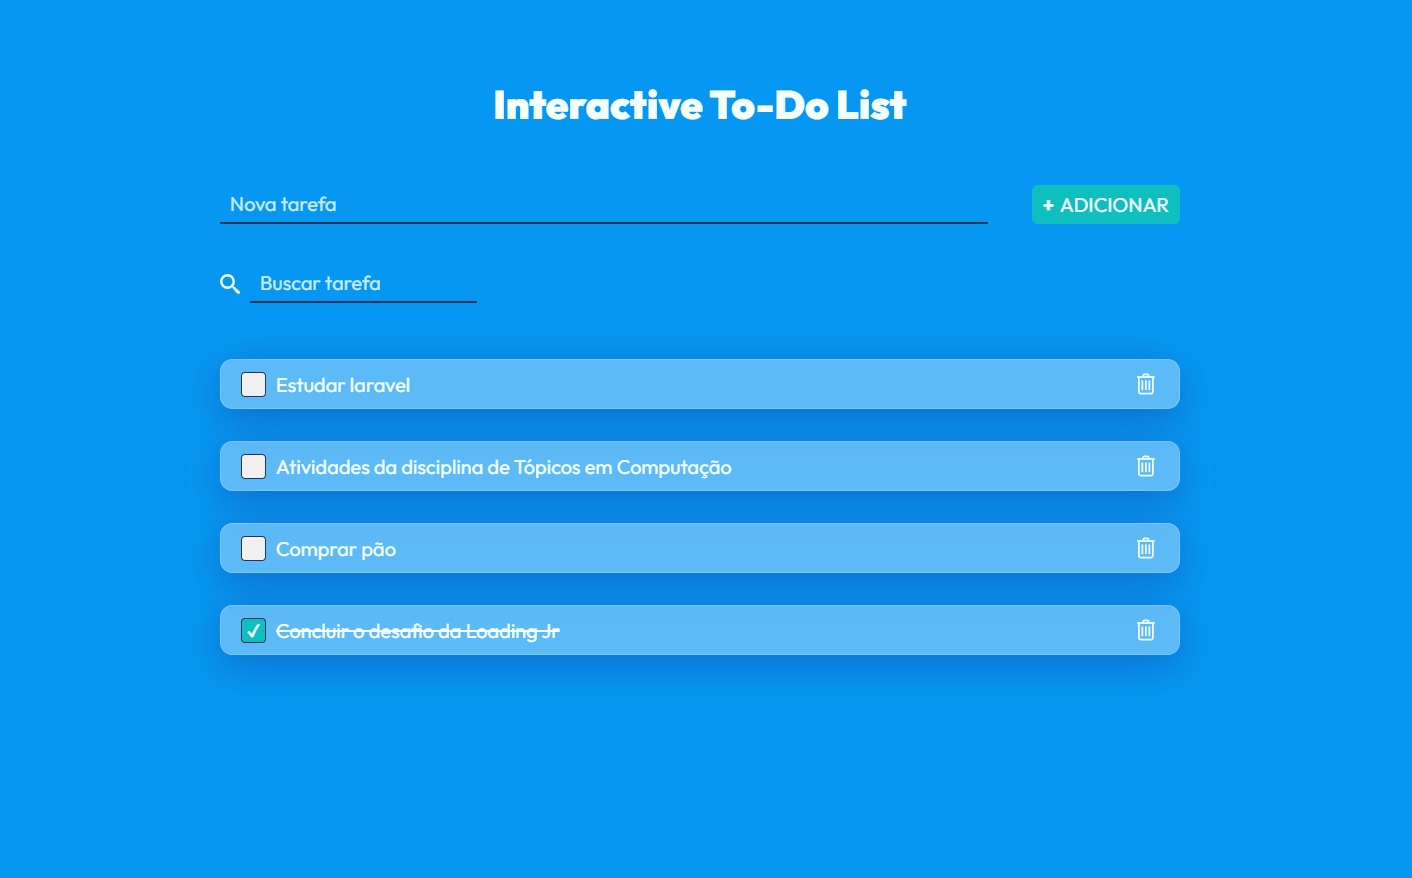 Interactive To-Do List
Nova tarefa
+ ADICIONAR
Buscar tarefa
Estudar laravel
Atividades da disciplina de Tópicos em Computação
Comprar pão
Concluir o desafio da Loading Jr